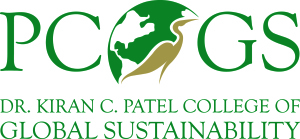 PCGS
DR. KIRAN C. PATEL COLLEGE OF
GLOBAL SUSTAINABILITY